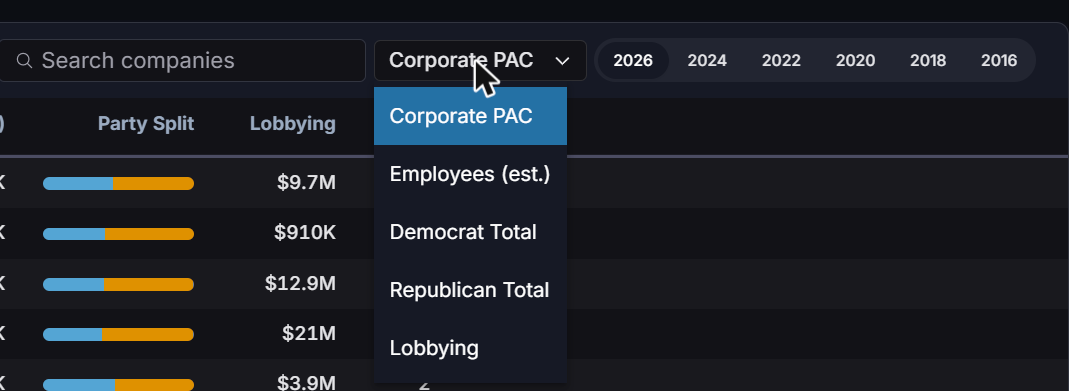 Search companies
Corporate PAC
2026 2024 2022 2020 2018 2016
Corporate PAC
Employees (est.)
Democrat Total
Republican Total
Lobbying
) Party Split Lobbying
K $9.7M
K $910K
K $12.9M
K $21M
K $3.9M